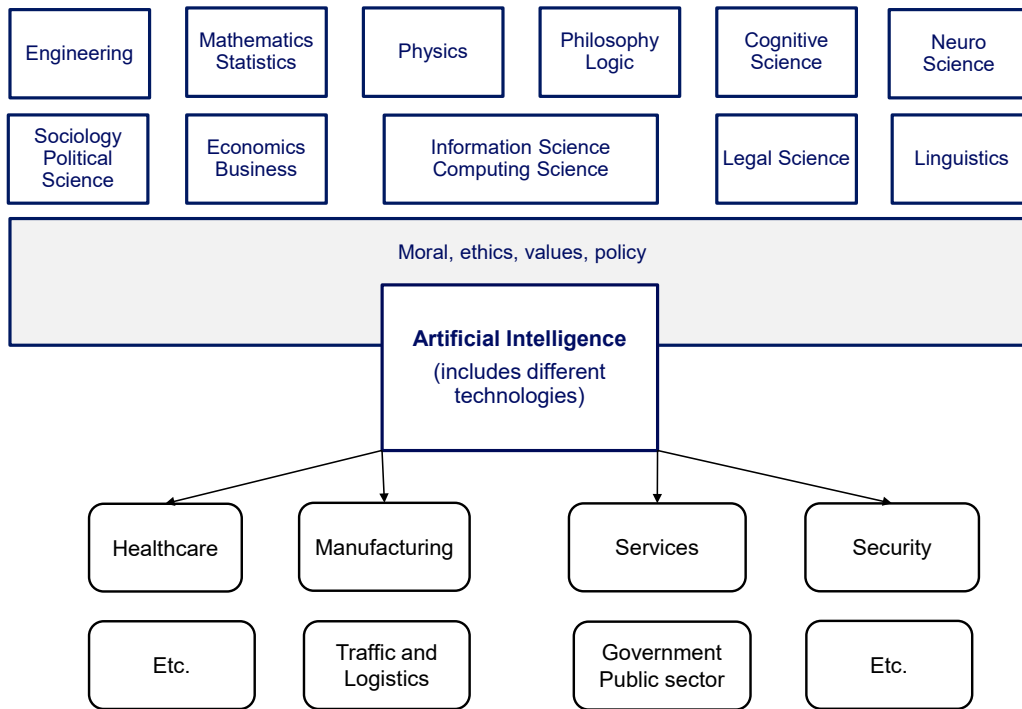 Engineering
Mathematics
Statistics
Physics
Philosophy
Logic
Cognitive
Science
Neuro
Science
Sociology
Political
Science
Economics
Business
Information Science
Computing Science
Legal Science
Linguistics
Moral, ethics, values, policy
Artificial Intelligence
(includes different
technologies)
Healthcare
Manufacturing
Services
Security
Etc.
Traffic and
Logistics
Government
Public sector
Etc.